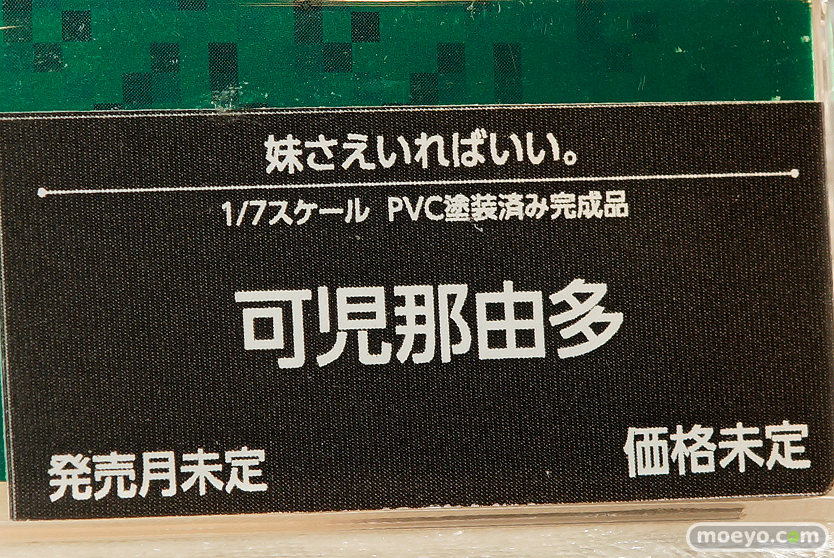 妹さえいればいい。
1/7スケール PVC塗装済み完成品
可児那由多
発売月未定
価格未定
moeyo.com